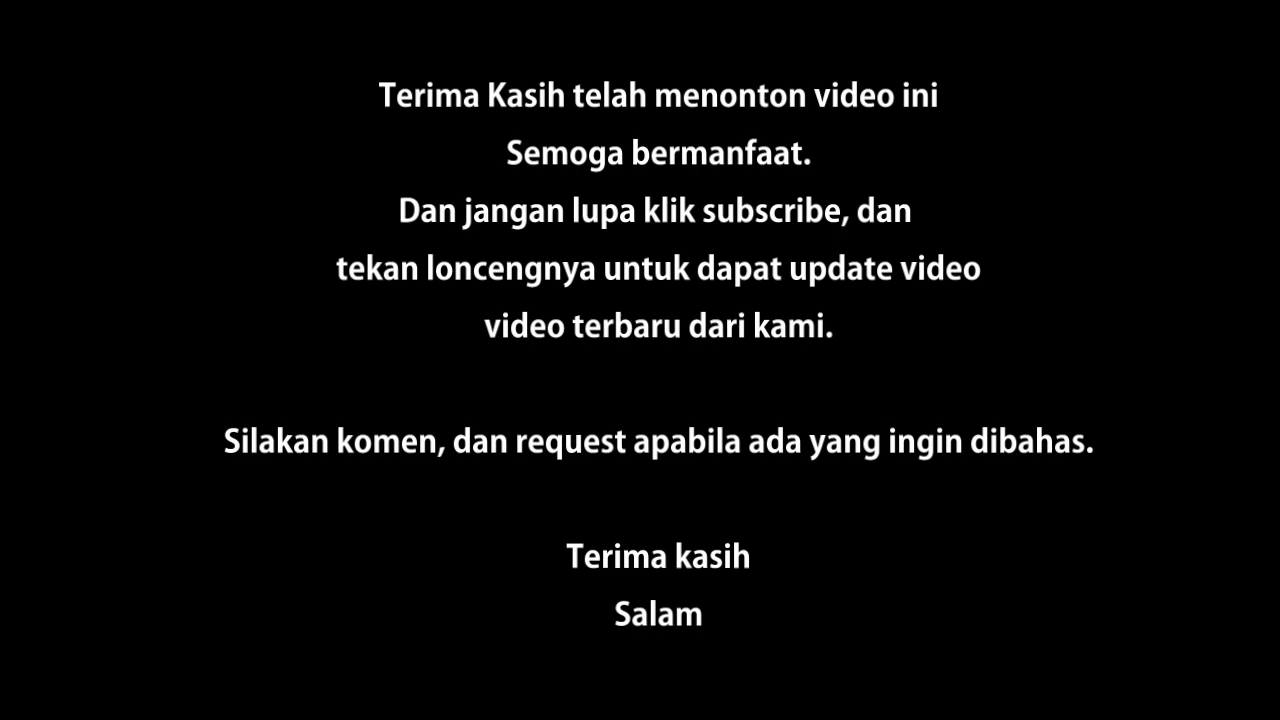 Terima Kasih telah menonton video ini
Semoga bermanfaat.
Dan jangan lupa klik subscribe, dan
tekan loncengnya untuk dapat update video
video terbaru dari kami.
Silakan komen, dan request apabila ada yang ingin dibahas.
Terima kasih
Salam